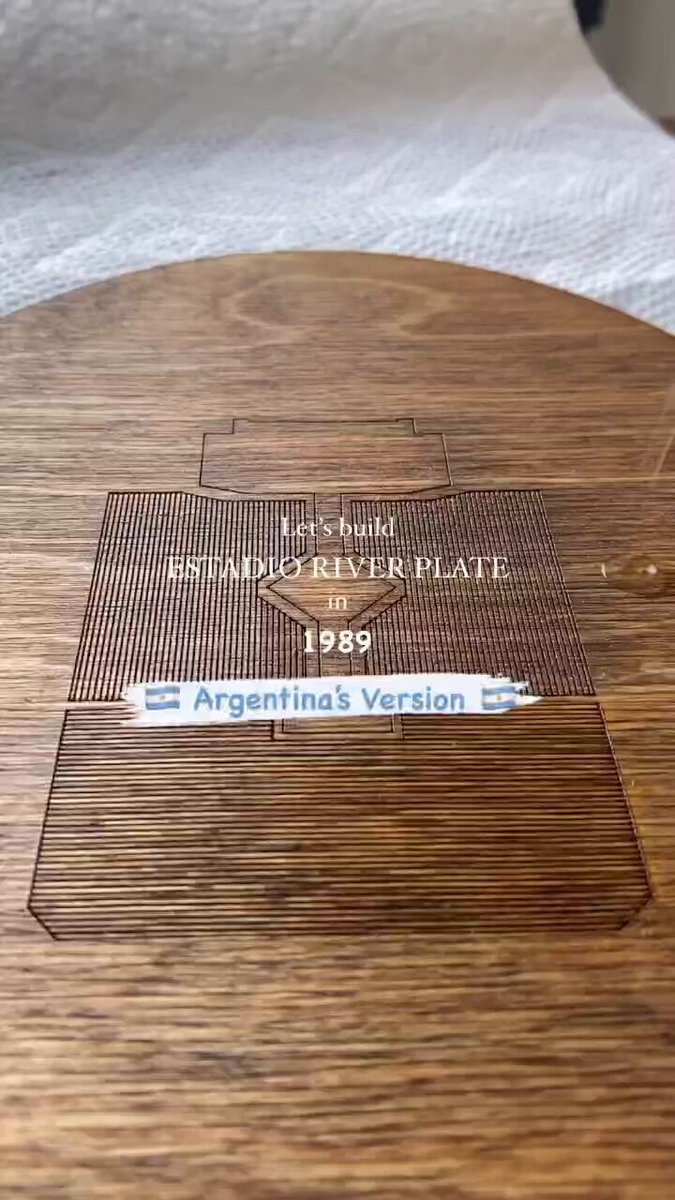 Let's build
ESTADIO RIVER PLATE
in
1989
🇦🇷 Argentina's Version 🇦🇷